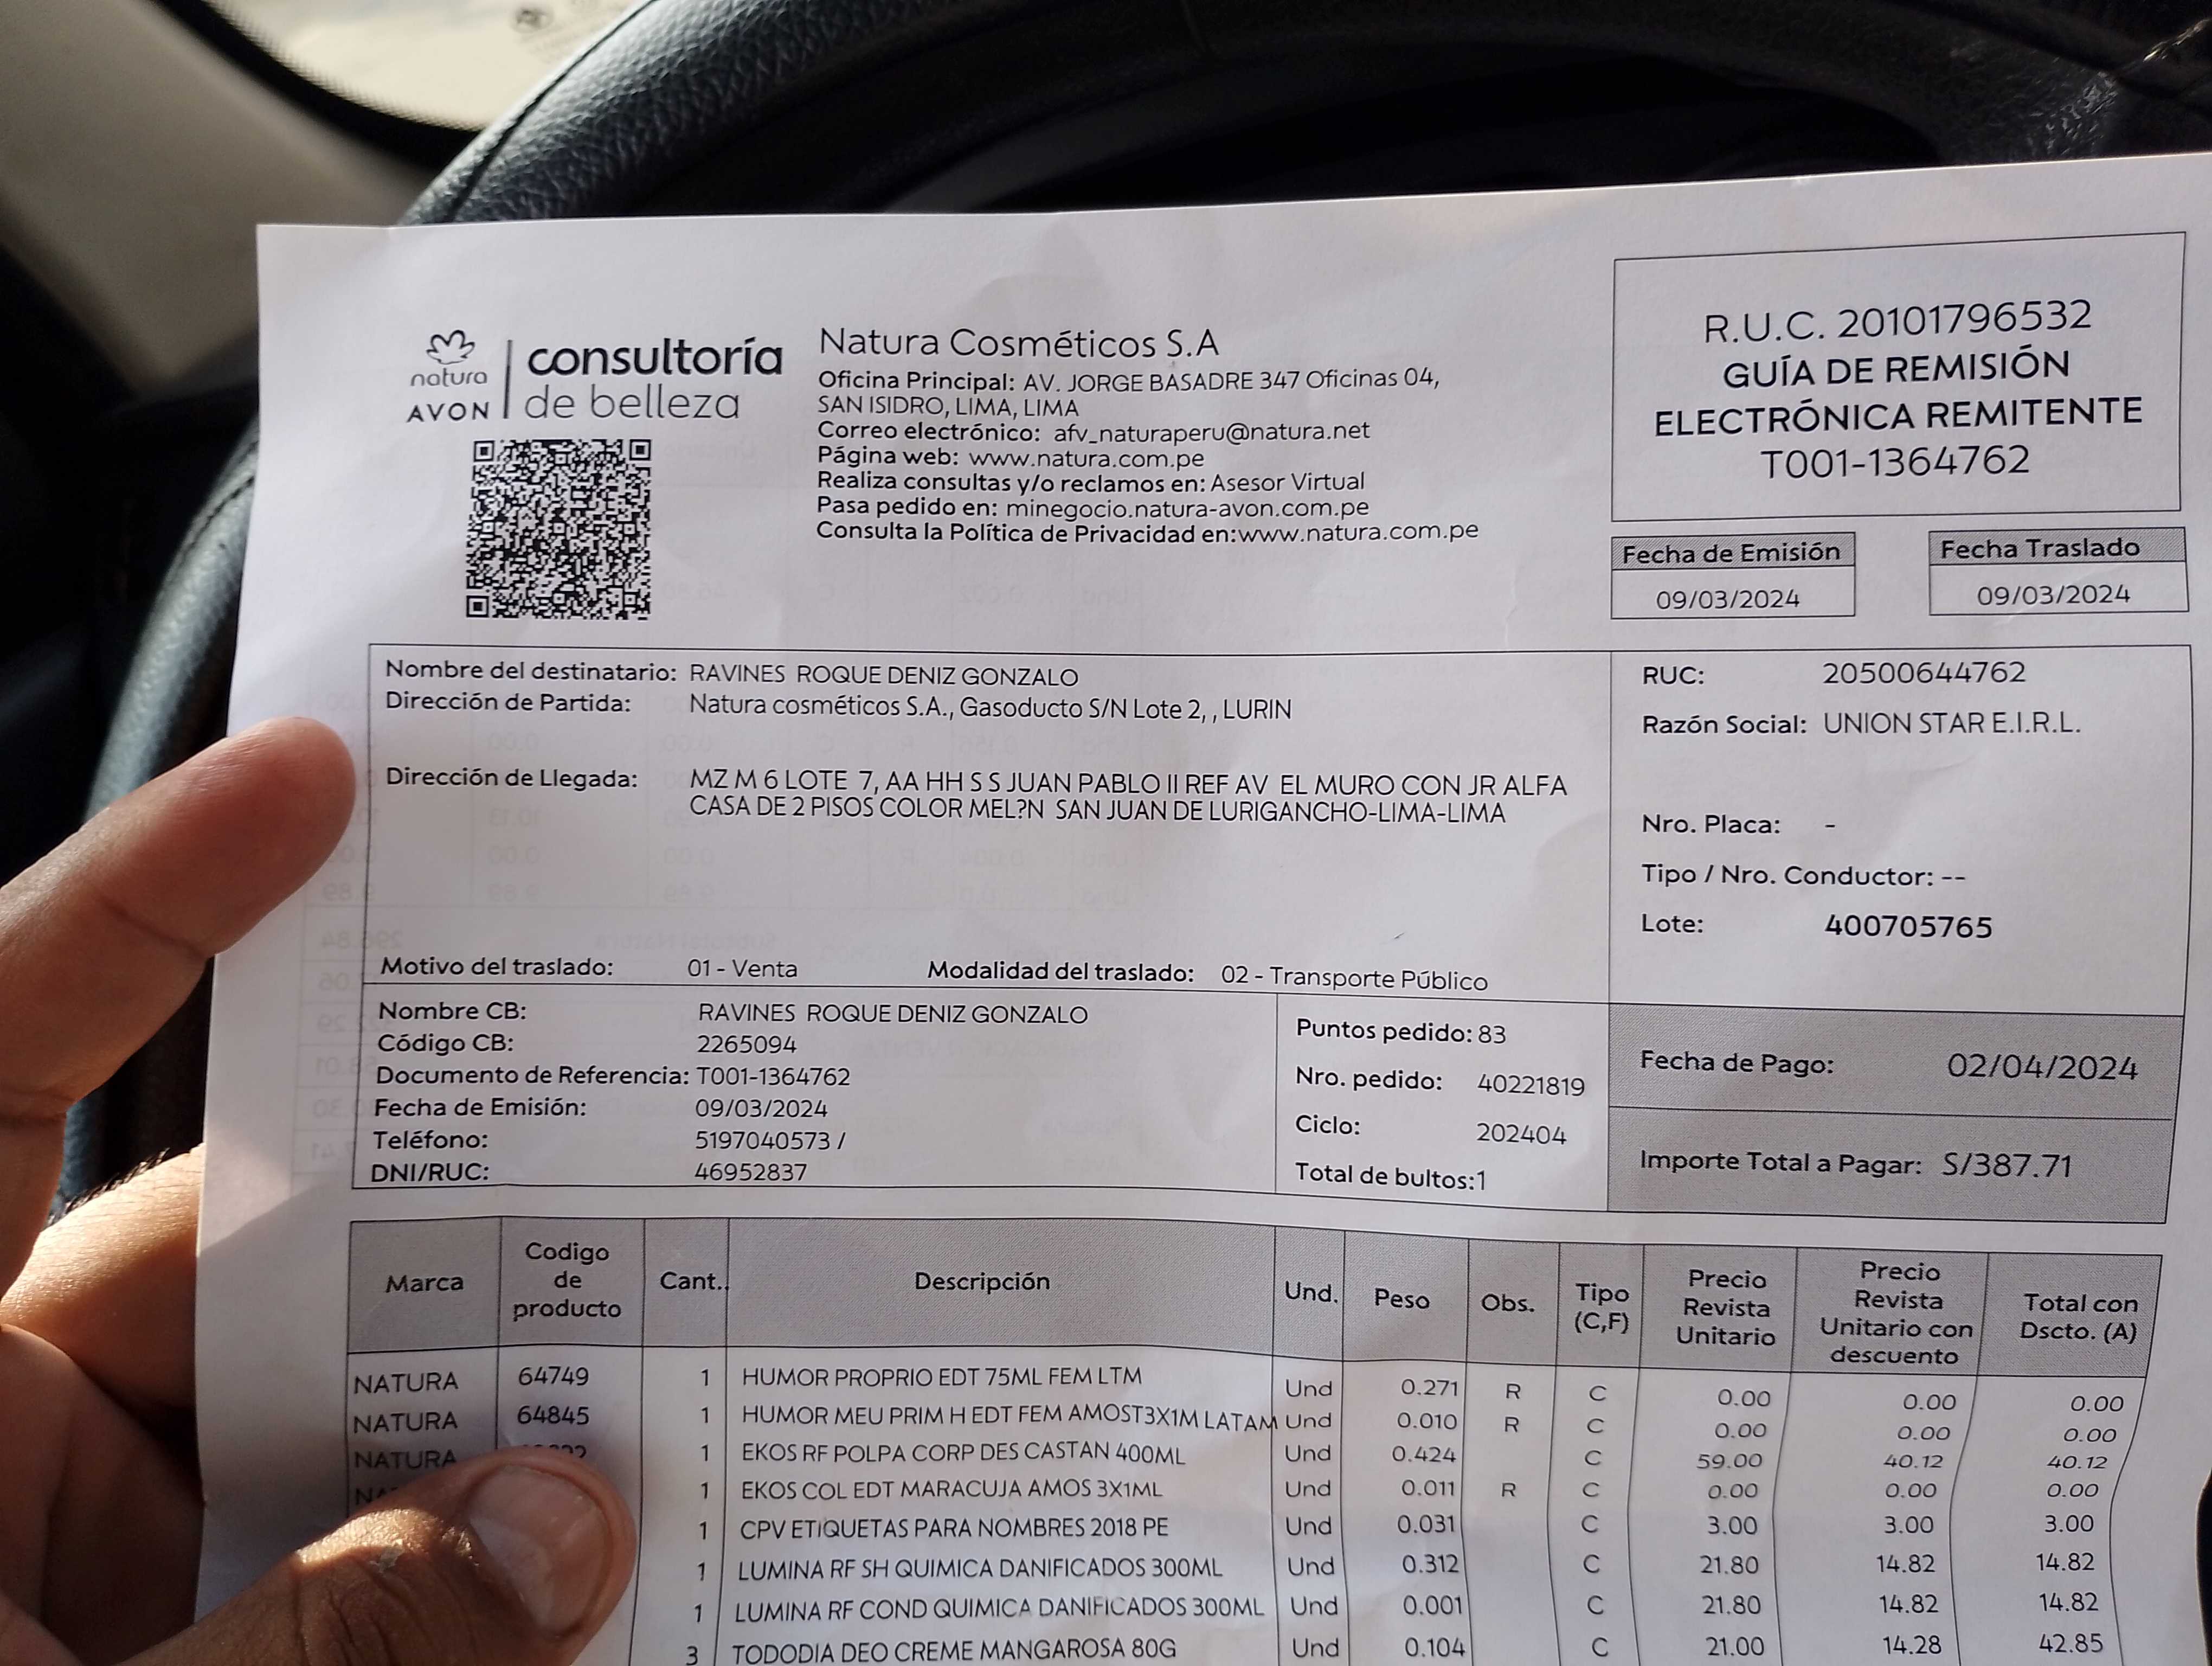 natura
AVON
consultoría
de belleza
Natura Cosméticos S.A
Oficina Principal: AV. JORGE BASADRE 347 Oficinas 04,
SAN ISIDRO, LIMA, LIMA
Correo electrónico: afv_naturaperu@natura.net
Página web: www.natura.com.pe
Realiza consultas y/o reclamos en: Asesor Virtual
Pasa pedido en: minegocio.natura-avon.com.pe
Consulta la Política de Privacidad en:www.natura.com.pe
R.U.C. 20101796532
GUÍA DE REMISIÓN
ELECTRÓNICA REMITENTE
T001-1364762
Fecha de Emisión
09/03/2024
Fecha Traslado
09/03/2024
Nombre del destinatario: RAVINES ROQUE DENIZ GONZALO
Dirección de Partida: Natura cosméticos S.A., Gasoducto S/N Lote 2, , LURIN
Dirección de Llegada: MZ M 6 LOTE 7, AA HH S S JUAN PABLO II REF AV EL MURO CON JR ALFA
CASA DE 2 PISOS COLOR MEL?N SAN JUAN DE LURIGANCHO-LIMA-LIMA
Motivo del traslado: 01 - Venta Modalidad del traslado: 02 - Transporte Público
RUC: 20500644762
Razón Social: UNION STAR E.I.R.L.
Nro. Placa: -
Tipo / Nro. Conductor: --
Lote: 400705765
Nombre CB: RAVINES ROQUE DENIZ GONZALO
Código CB: 2265094
Documento de Referencia: T001-1364762
Fecha de Emisión: 09/03/2024
Teléfono: 5197040573 /
DNI/RUC: 46952837
Puntos pedido: 83
Nro. pedido: 40221819
Ciclo: 202404
Total de bultos:1
Fecha de Pago: 02/04/2024
Importe Total a Pagar: S/387.71
Marca Codigo de producto Cant.. Descripción Und. Peso Obs. Tipo (C,F) Precio Revista Unitario Precio Revista Unitario con descuento Total con Dscto. (A)
NATURA 64749 1 HUMOR PROPRIO EDT 75ML FEM LTM Und 0.271 R C 0.00 0.00 0.00
NATURA 64845 1 HUMOR MEU PRIM H EDT FEM AMOST3X1M LATAM Und 0.010 R C 0.00 0.00 0.00
NATURA 1 EKOS RF POLPA CORP DES CASTAN 400ML Und 0.424 C 59.00 40.12 40.12
1 EKOS COL EDT MARACUJA AMOS 3X1ML Und 0.011 R C 0.00 0.00 0.00
1 CPV ETIQUETAS PARA NOMBRES 2018 PE Und 0.031 C 3.00 3.00 3.00
1 LUMINA RF SH QUIMICA DANIFICADOS 300ML Und 0.312 C 21.80 14.82 14.82
1 LUMINA RF COND QUIMICA DANIFICADOS 300ML Und 0.001 C 21.80 14.82 14.82
3 TODODIA DEO CREME MANGAROSA 80G Und 0.104 C 21.00 14.28 42.85